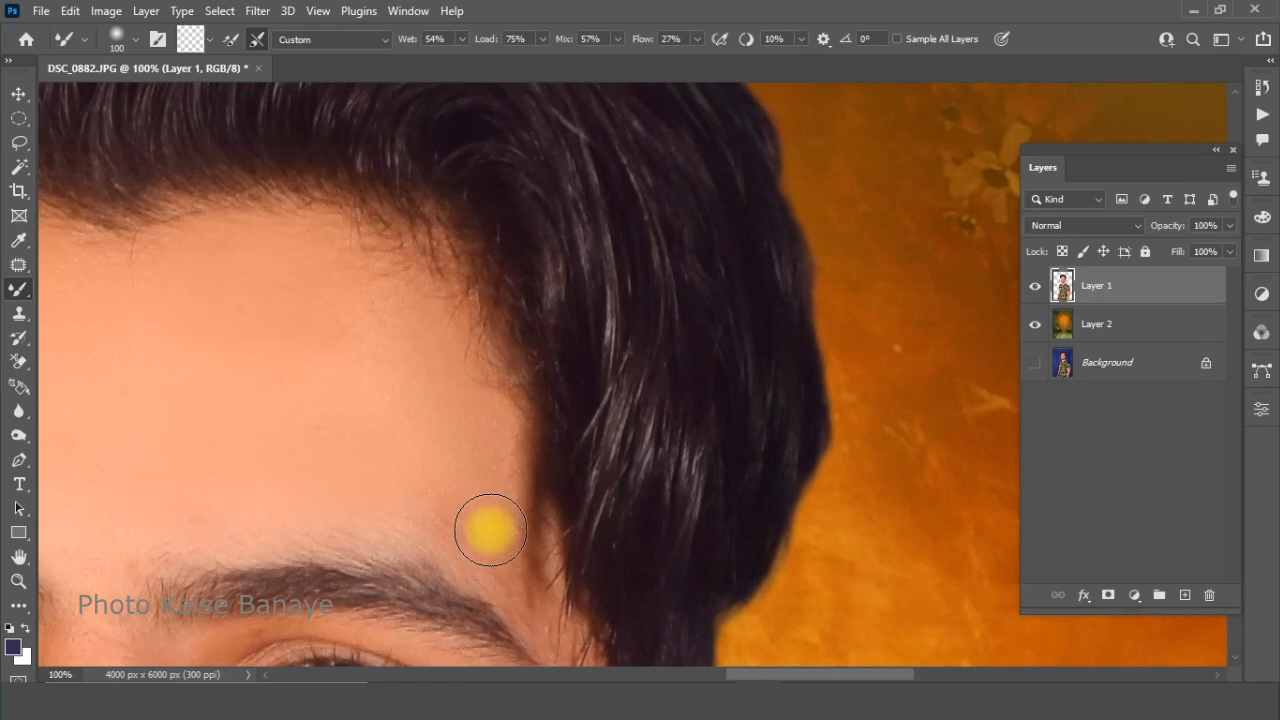 Ps File Edit Image Layer Type Select Filter 3D View Plugins Window Help
100 Custom Wet: 54% Load: 75% Mix: 57% Flow: 27% 10% 0° Sample All Layers
DSC_0882.JPG @ 100% (Layer 1, RGB/8) * ×
Layers
Kind
Normal Opacity: 100%
Lock: Fill: 100%
Layer 1
Layer 2
Background
fx
Photo Kaise Banaye
100% 4000 px x 6000 px (300 ppi)